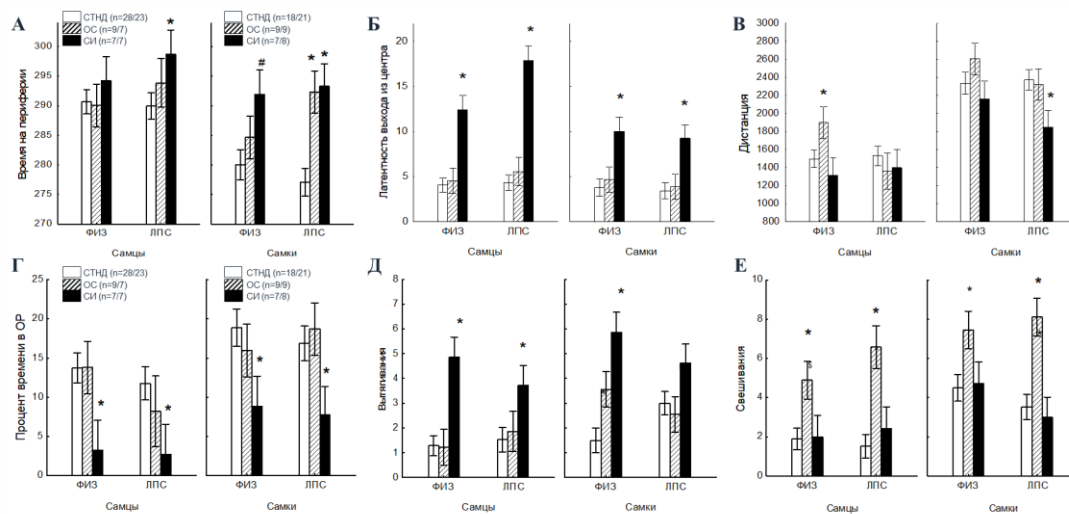 А
СТНД (n=28/23)
ОС (n=9/7)
СИ (n=7/7)
*
СТНД (n=18/21)
ОС (n=9/9)
СИ (n=7/8)
#
* *
Время на периферии
300
295
290
285
280
275
270
ФИЗ ЛПС
ФИЗ ЛПС
Самцы
Самки
Б
Латентность выхода из центра
20
15
10
5
0
* *
* *
ФИЗ ЛПС
ФИЗ ЛПС
Самцы
Самки
В
Дистанция
3000
2800
2600
2400
2200
2000
1800
1600
1400
1200
1000
800
*
*
ФИЗ ЛПС
ФИЗ ЛПС
Самцы
Самки
Г
СТНД (n=28/23)
ОС (n=9/7)
СИ (n=7/7)
СТНД (n=18/21)
ОС (n=9/9)
СИ (n=7/8)
Процент времени в ОР
25
20
15
10
5
0
* *
* *
ФИЗ ЛПС
ФИЗ ЛПС
Самцы
Самки
Д
Вытягивания
8
7
6
5
4
3
2
1
0
* *
*
ФИЗ ЛПС
ФИЗ ЛПС
Самцы
Самки
Е
Свешивания
10
8
6
4
2
0
* *
* *
ФИЗ ЛПС
ФИЗ ЛПС
Самцы
Самки